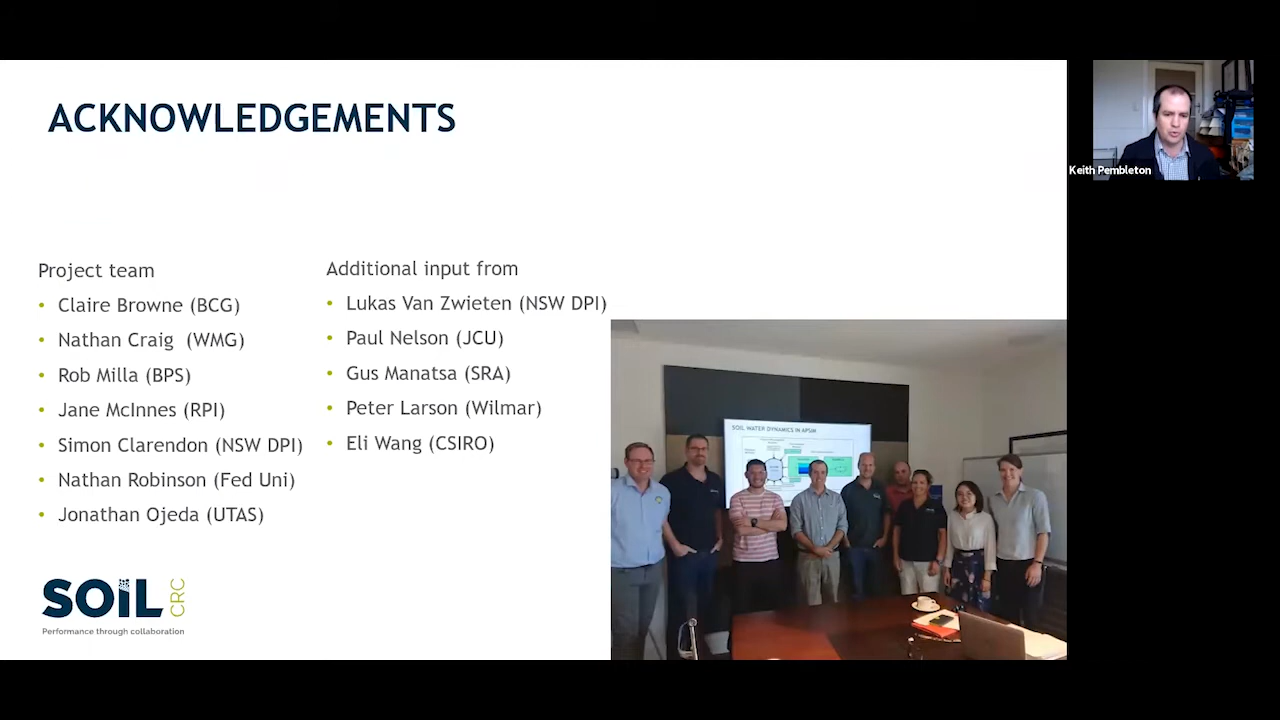 ACKNOWLEDGEMENTS
Project team
• Claire Browne (BCG)
• Nathan Craig (WMG)
• Rob Milla (BPS)
• Jane McInnes (RPI)
• Simon Clarendon (NSW DPI)
• Nathan Robinson (Fed Uni)
• Jonathan Ojeda (UTAS)
Additional input from
• Lukas Van Zwieten (NSW DPI)
• Paul Nelson (JCU)
• Gus Manatsa (SRA)
• Peter Larson (Wilmar)
• Eli Wang (CSIRO)
SOIL WATER DYNAMICS IN APSIM
SOIL CRC
Performance through collaboration
Keith Pembleton